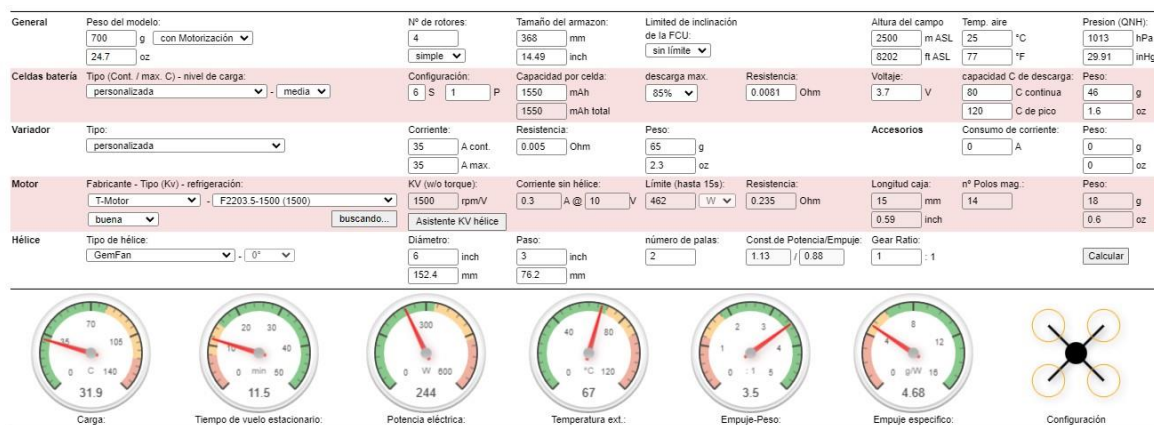 General Peso del modelo: Nº de rotores: Tamaño del armazon: Limited de inclinación Altura del campo Temp. aire Presion (QNH):
700 g con Motorización 4 368 mm de la FCU: 2500 m ASL 25 °C 1013 hPa
24.7 oz simple 14.49 inch sin límite 8202 ft ASL 77 °F 29.91 inHg
Celdas batería Tipo (Cont. / max. C) - nivel de carga: Configuración: Capacidad por celda: descarga max. Resistencia: Voltaje: capacidad C de descarga: Peso:
personalizada - media 6 S 1 P 1550 mAh 85% 0.0081 Ohm 3.7 V 80 C continua 46 g
1550 mAh total 120 C de pico 1.6 oz
Variador Tipo: Corriente: Resistencia: Peso: Accesorios Consumo de corriente: Peso:
personalizada 35 A cont. 0.005 Ohm 65 g 0 A 0 g
35 A max. 2.3 oz 0 oz
Motor Fabricante - Tipo (Kv) - refrigeración: KV (w/o torque): Corriente sin hélice: Límite (hasta 15s): Resistencia: Longitud caja: nº Polos mag.: Peso:
T-Motor - F2203.5-1500 (1500) 1500 rpm/V 0.3 A @ 10 V 462 W 0.235 Ohm 15 mm 14 18 g
buena buscando... Asistente KV hélice 0.59 inch 0.6 oz
Hélice Tipo de hélice: Diámetro: Paso: número de palas: Const.de Potencia/Empuje: Gear Ratio:
GemFan - 0° 6 inch 3 inch 2 1.13 / 0.88 1 : 1 Calcular
152.4 mm 76.2 mm
70 20 30 300 40 80 2 3 8
35 105 10 40 1 4 4 12
0 C 140 0 min 50 0 W 600 0 °C 120 0 : 1 5 0 g/W 16
31.9 11.5 244 67 3.5 4.68
Carga: Tiempo de vuelo estacionario: Potencia eléctrica: Temperatura ext.: Empuje-Peso: Empuje especifico: Configuración